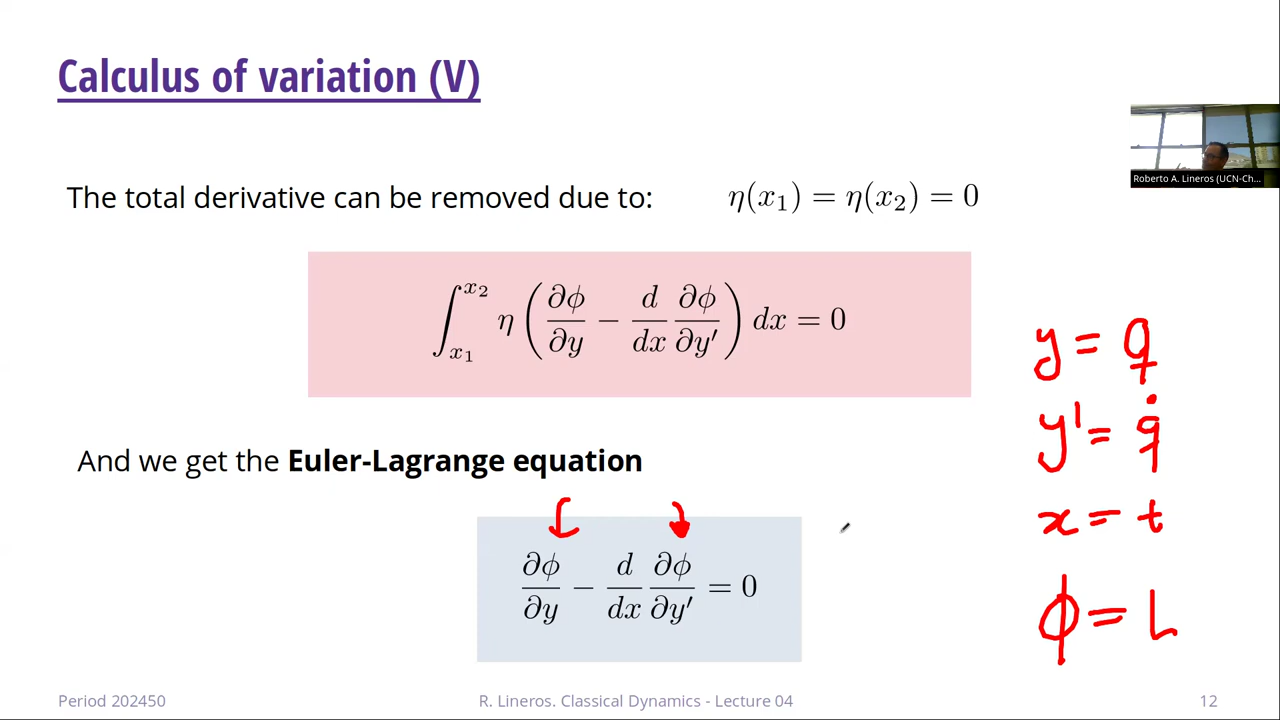 Calculus of variation (V)
Roberto A. Lineros (UCN-Ch...
The total derivative can be removed due to: η(x₁) = η(x₂) = 0
∫_{x₁}^{x₂} η (∂ϕ/∂y − d/dx ∂ϕ/∂y′) dx = 0
y = q
y' = q̇
And we get the Euler-Lagrange equation
x = t
∂ϕ/∂y − d/dx ∂ϕ/∂y′ = 0
ϕ = L
Period 202450
R. Lineros. Classical Dynamics - Lecture 04
12